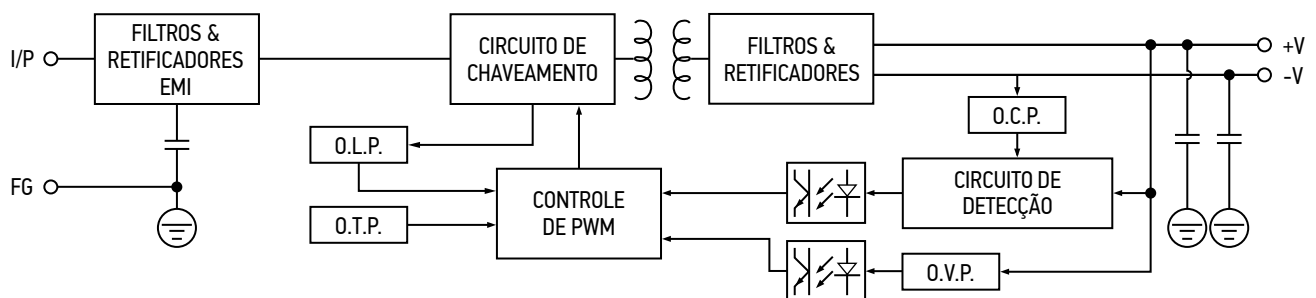 I/P
FILTROS &
RETIFICADORES
EMI
CIRCUITO DE
CHAVEAMENTO
FILTROS &
RETIFICADORES
+V
-V
O.C.P.
O.L.P.
FG
O.T.P.
CONTROLE
DE PWM
CIRCUITO DE
DETECÇÃO
O.V.P.